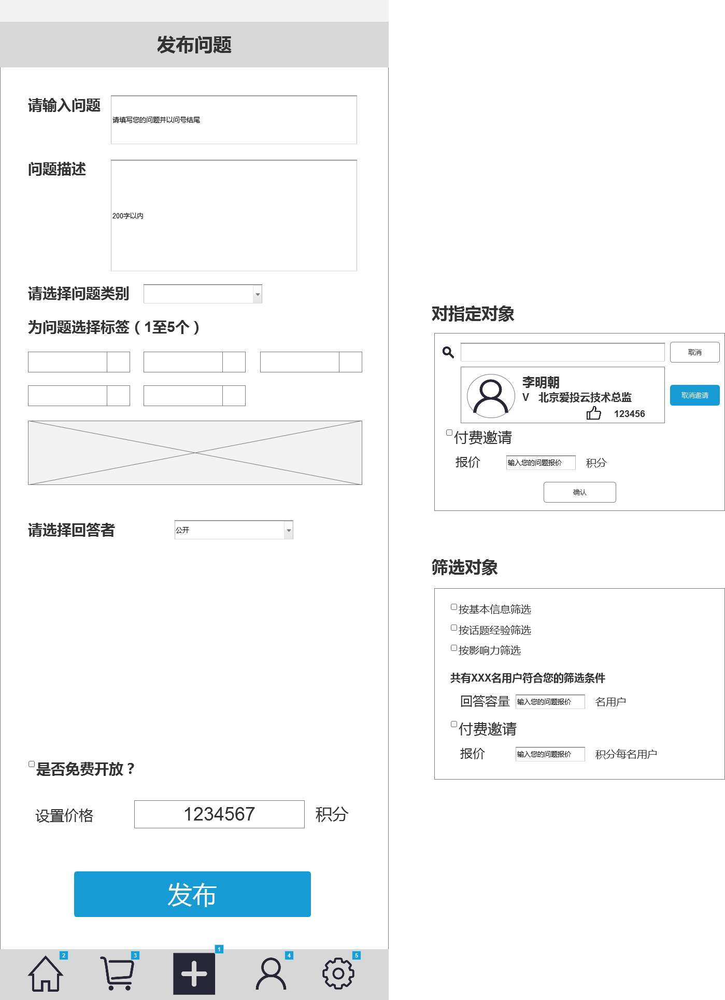 发布问题
请输入问题
请填写您的问题并以问号结尾
问题描述
200字以内
请选择问题类别
为问题选择标签（1至5个）
请选择回答者
公开
是否免费开放？
设置价格
1234567
积分
发布
2
3
1
4
5
对指定对象
取消
李明朝
V 北京爱投云技术总监
123456
取消邀请
付费邀请
报价
输入您的问题报价
积分
确认
筛选对象
按基本信息筛选
按话题经验筛选
按影响力筛选
共有XXX名用户符合您的筛选条件
回答容量
输入您的问题报价
名用户
付费邀请
报价
输入您的问题报价
积分每名用户